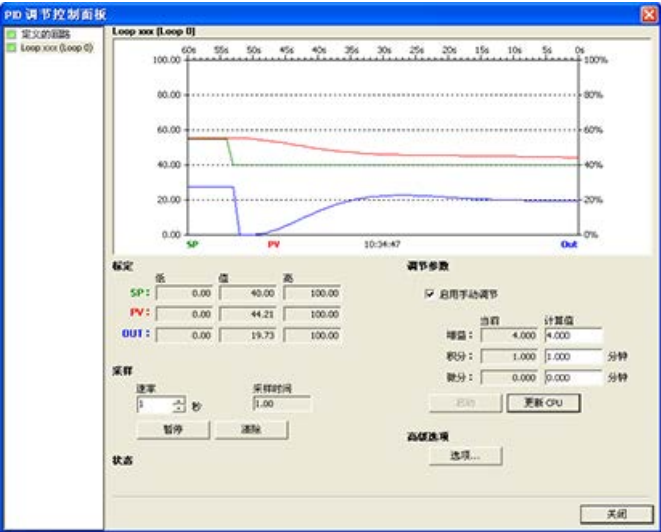 PID 调节控制面板
定义的回路
Loop xxx (Loop 0)
Loop xxx (Loop 0)
60s 55s 50s 45s 40s 35s 30s 25s 20s 15s 10s 5s 0s
100.00 100%
80.00 80%
60.00 60%
40.00 40%
20.00 20%
0.00 0%
SP PV 10:34:47 Out
标定
低 值 高
SP: 0.00 40.00 100.00
PV: 0.00 44.21 100.00
OUT: 0.00 19.73 100.00
采样
速率 采样时间
1 秒 1.00
暂停 清除
状态
调节参数
启用手动调节
当前 计算值
增益: 4.000 4.000
积分: 1.000 1.000 分钟
微分: 0.000 0.000 分钟
启动 更新 CPU
高级选项
选项...
关闭